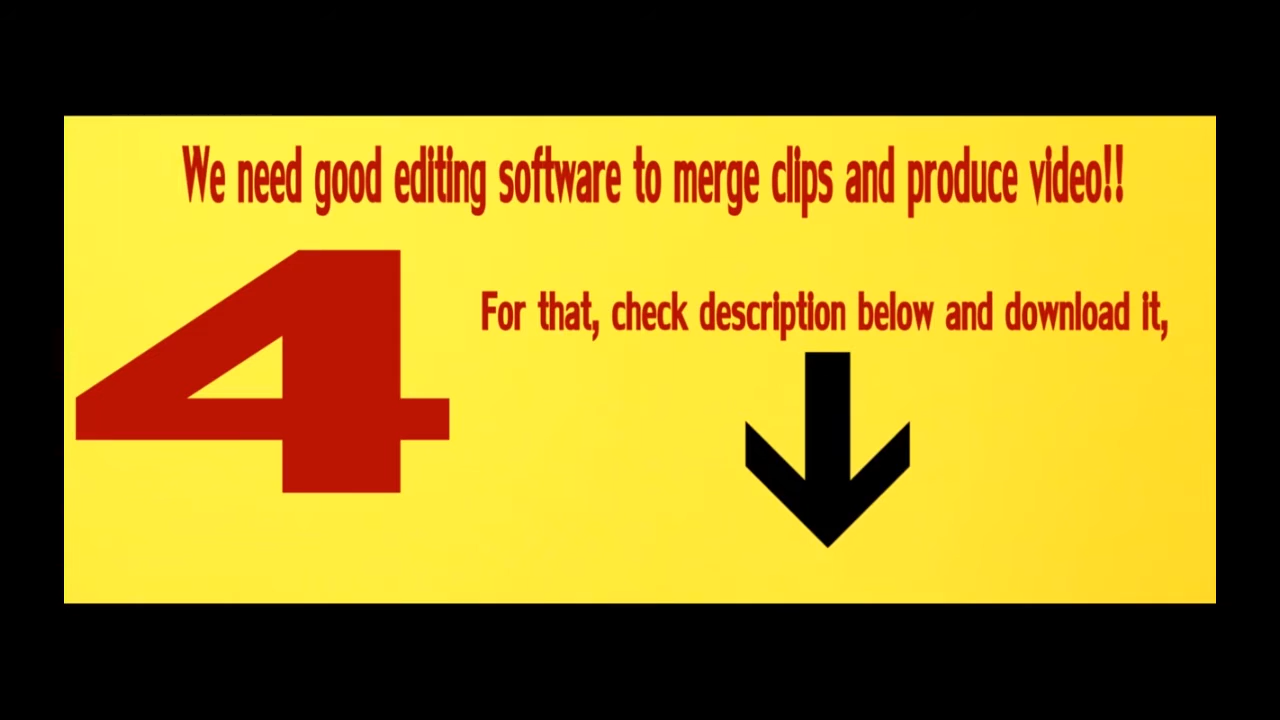 We need good editing software to merge clips and produce video!!
4
For that, check description below and download it,